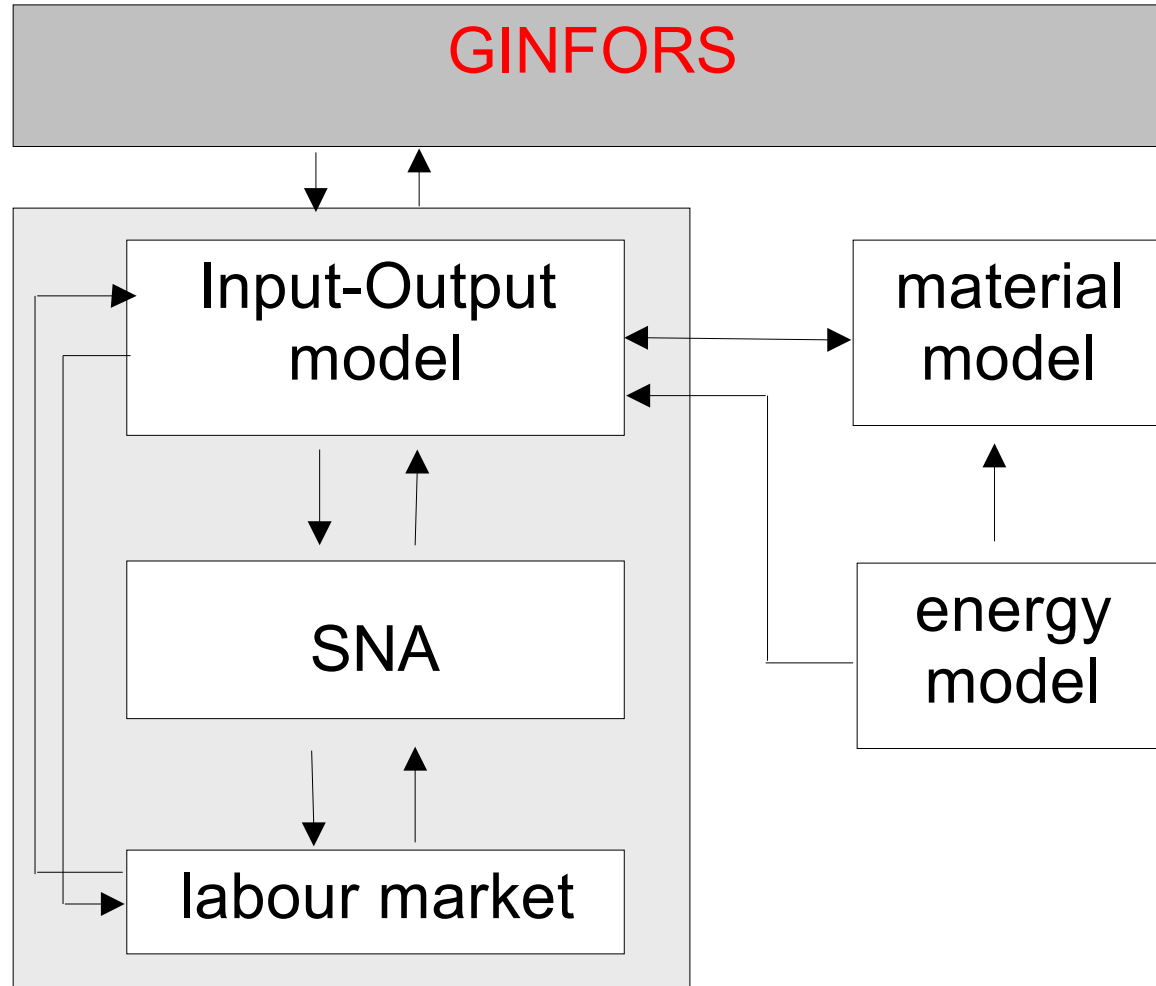 GINFORS
Input-Output
model
material
model
SNA
energy
model
labour market